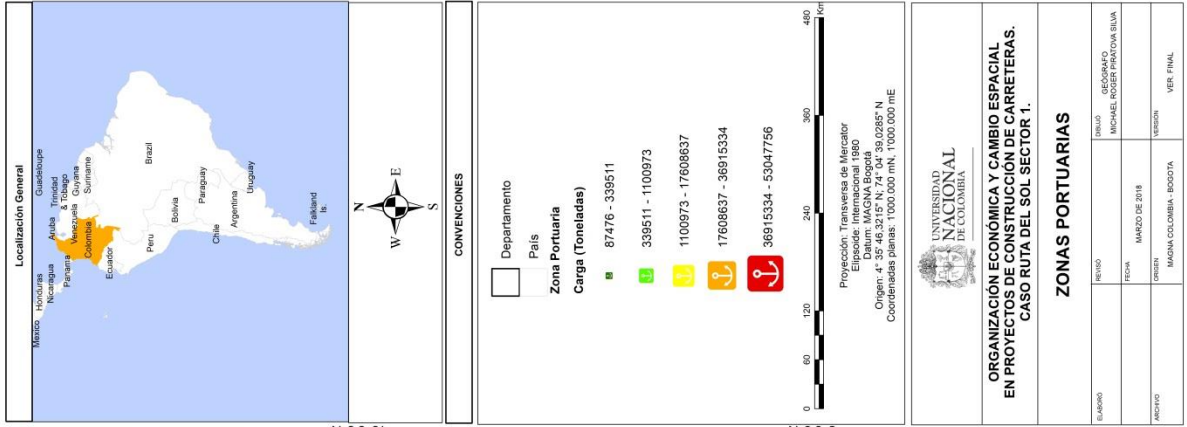 Localización General
Mexico
Honduras
Nicaragua
Panama
Aruba
Guadeloupe
Trinidad
& Tobago
Venezuela
Guyana
Suriname
Colombia
Ecuador
Peru
Brazil
Bolivia
Paraguay
Chile
Argentina
Uruguay
Falkland
Is.
N
W
E
S
CONVENCIONES
Departamento
País
Zona Portuaria
Carga (Toneladas)
87476 - 339511
339511 - 1100973
1100973 - 17608637
17608637 - 36915334
36915334 - 53047756
0 60 120 240 360 480
Km
Proyección: Transversa de Mercator
Elipsoide: Internacional 1980
Datum: MAGNA Bogotá
Origen: 4° 35' 46.3215" N; 74° 04' 39.0285" N
Coordenadas planas: 1'000.000 mN, 1'000.000 mE
UNIVERSIDAD
NACIONAL
DE COLOMBIA
ORGANIZACIÓN ECONÓMICA Y CAMBIO ESPACIAL
EN PROYECTOS DE CONSTRUCCIÓN DE CARRETERAS.
CASO RUTA DEL SOL SECTOR 1.
ZONAS PORTUARIAS
ELABORÓ
REVISÓ
DIBUJÓ
GEÓGRAFO
MICHAEL ROGER PIRATOVA SILVA
FECHA
MARZO DE 2018
ARCHIVO
ORIGEN
MAGNA COLOMBIA - BOGOTA
VERSIÓN
VER. FINAL